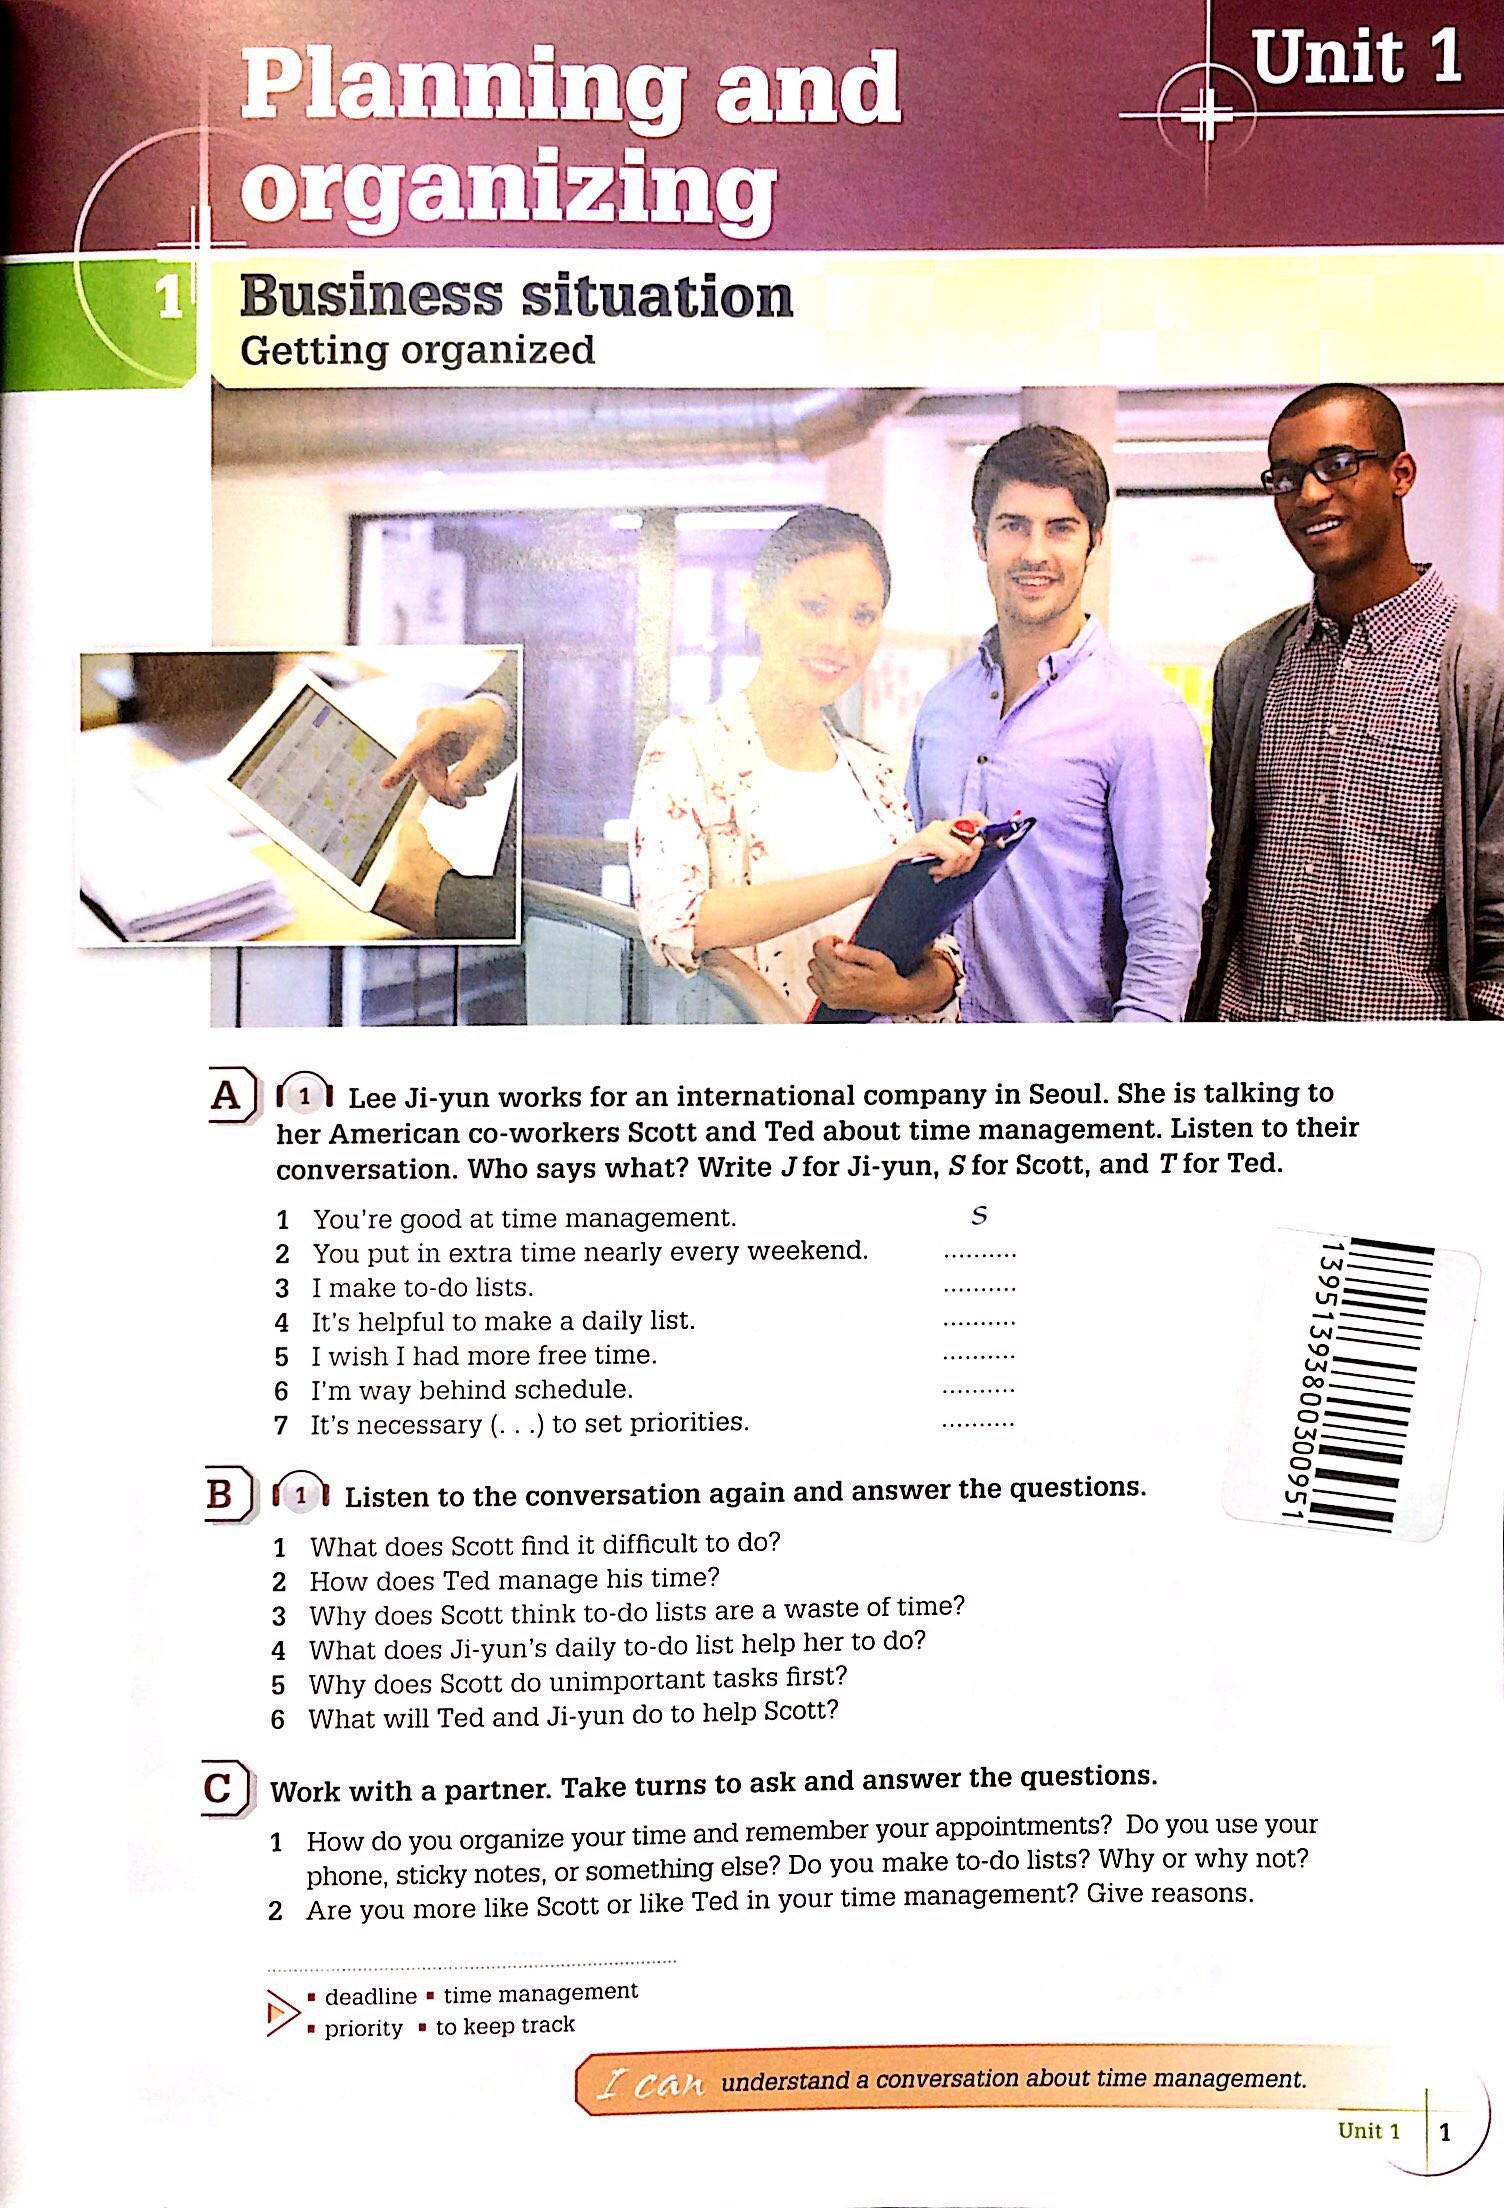 Planning and
organizing
Unit 1
1
Business situation
Getting organized
A 1 Lee Ji-yun works for an international company in Seoul. She is talking to
her American co-workers Scott and Ted about time management. Listen to their
conversation. Who says what? Write J for Ji-yun, S for Scott, and T for Ted.
1 You're good at time management. S
2 You put in extra time nearly every weekend. ..........
3 I make to-do lists. ..........
4 It's helpful to make a daily list. ..........
5 I wish I had more free time. ..........
6 I'm way behind schedule. ..........
7 It's necessary (. . .) to set priorities. ..........
13951393800300951
B 1 Listen to the conversation again and answer the questions.
1 What does Scott find it difficult to do?
2 How does Ted manage his time?
3 Why does Scott think to-do lists are a waste of time?
4 What does Ji-yun's daily to-do list help her to do?
5 Why does Scott do unimportant tasks first?
6 What will Ted and Ji-yun do to help Scott?
C Work with a partner. Take turns to ask and answer the questions.
1 How do you organize your time and remember your appointments? Do you use your
phone, sticky notes, or something else? Do you make to-do lists? Why or why not?
2 Are you more like Scott or like Ted in your time management? Give reasons.
▪ deadline ▪ time management
▪ priority ▪ to keep track
I can understand a conversation about time management.
Unit 1 1